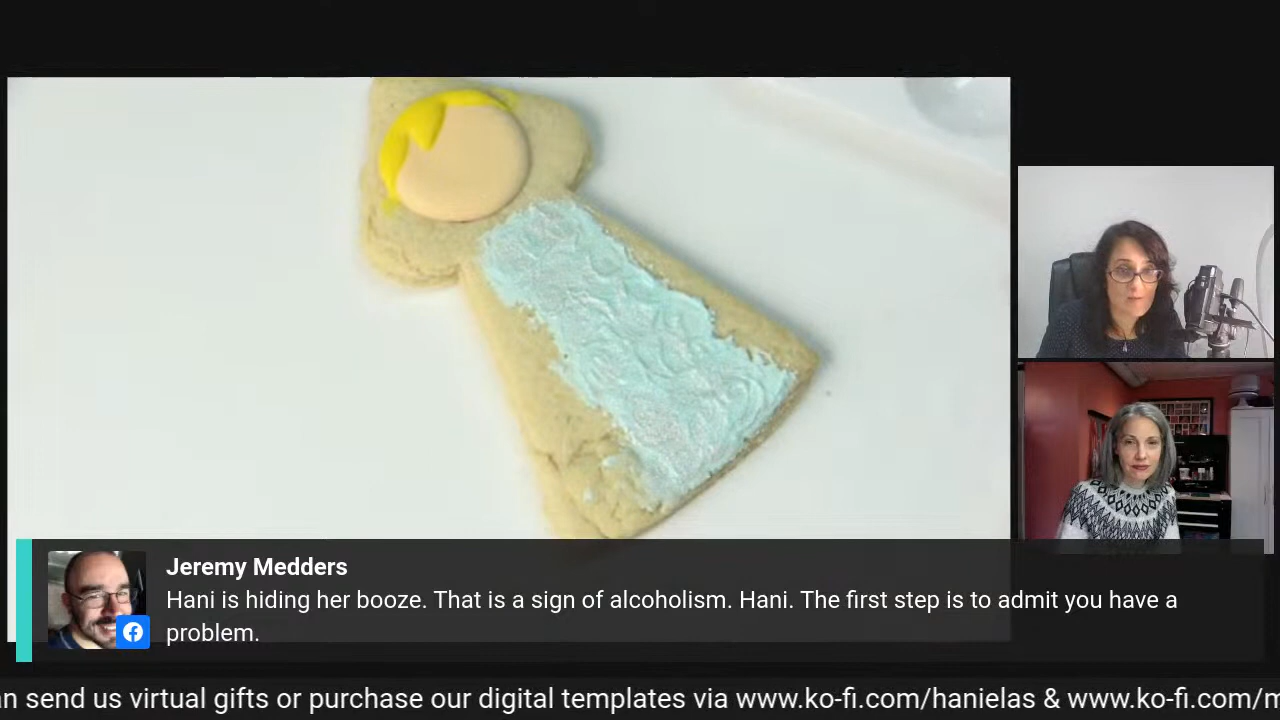 Jeremy Medders
Hani is hiding her booze. That is a sign of alcoholism. Hani. The first step is to admit you have a
problem.
an send us virtual gifts or purchase our digital templates via www.ko-fi.com/hanielas & www.ko-fi.com/m